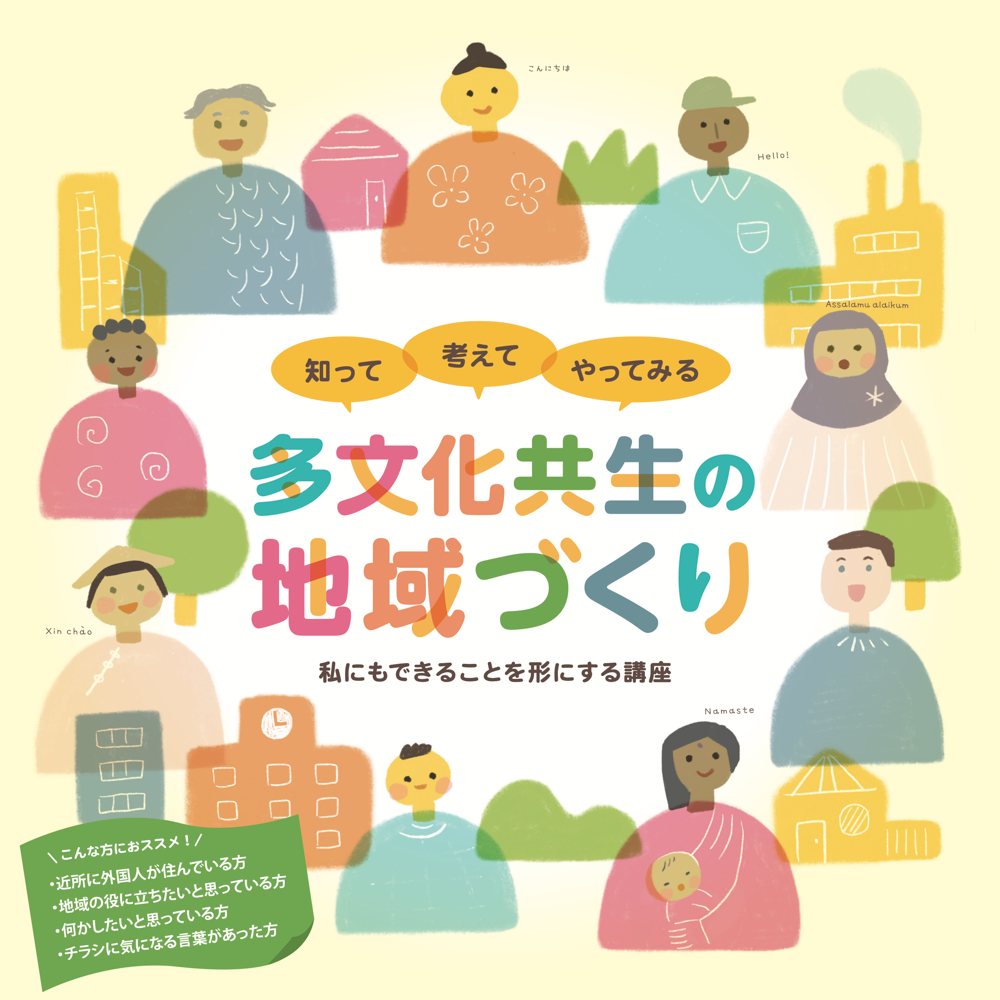 こんにちは
Hello!
Assalamu alaikum
知って 考えて やってみる
多文化共生の
地域づくり
私にもできることを形にする講座
Xin chào
Namaste
\ こんな方におススメ！/
・近所に外国人が住んでいる方
・地域の役に立ちたいと思っている方
・何かしたいと思っている方
・チラシに気になる言葉があった方